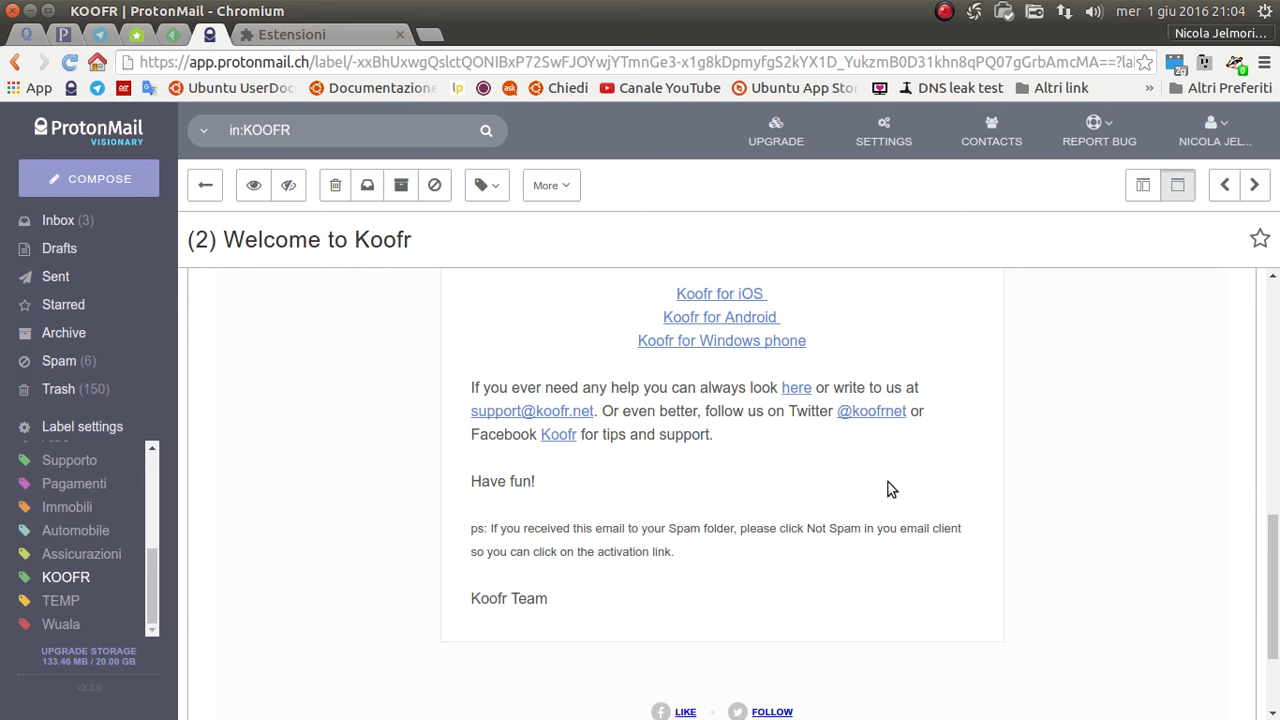 KOOFR | ProtonMail - Chromium
mer 1 giu 2016 21:04
Estensioni
Nicola Jelmori...
https://app.protonmail.ch/label/-xxBhUxwgQslctQONIBxP72SwFJOYwjYTmnGe3-x1g8kDpmyfgS2kYX1D_YukzmB0D31khn8qPQ07gGrbAmcMA==?la
App
Ubuntu UserDoc
Documentazione
Chiedi
Canale YouTube
Ubuntu App Stor
DNS leak test
Altri link
»
Altri Preferiti
ProtonMail
VISIONARY
in:KOOFR
UPGRADE
SETTINGS
CONTACTS
REPORT BUG
NICOLA JEL...
COMPOSE
More
Inbox (3)
Drafts
Sent
Starred
Archive
Spam (6)
Trash (150)
Label settings
Supporto
Pagamenti
Immobili
Automobile
Assicurazioni
KOOFR
TEMP
Wuala
UPGRADE STORAGE
133.46 MB / 20.00 GB
v3.3.0
(2) Welcome to Koofr
Koofr for iOS
Koofr for Android
Koofr for Windows phone
If you ever need any help you can always look here or write to us at
support@koofr.net. Or even better, follow us on Twitter @koofrnet or
Facebook Koofr for tips and support.
Have fun!
ps: If you received this email to your Spam folder, please click Not Spam in you email client
so you can click on the activation link.
Koofr Team
LIKE
FOLLOW